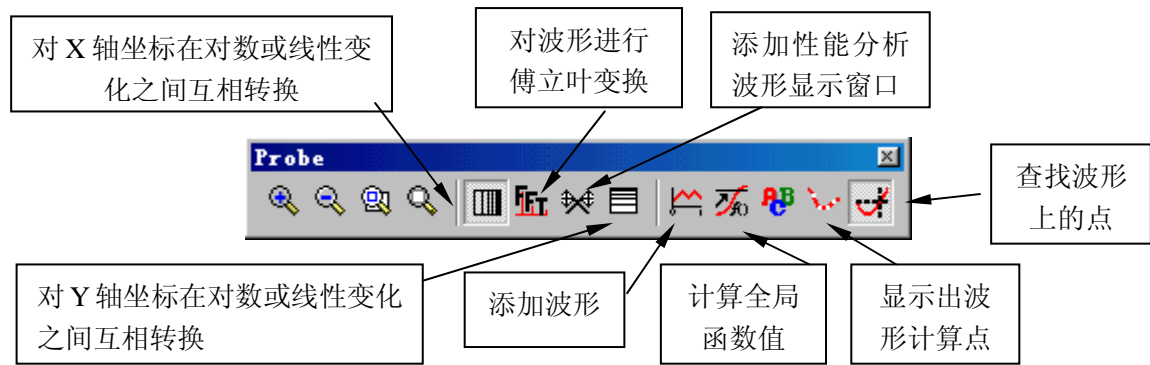 对 X 轴坐标在对数或线性变
化之间互相转换
对波形进行
傅立叶变换
添加性能分析
波形显示窗口
Probe
FFT
f()
ABC
查找波形
上的点
对 Y 轴坐标在对数或线性变化
之间互相转换
添加波形
计算全局
函数值
显示出波
形计算点